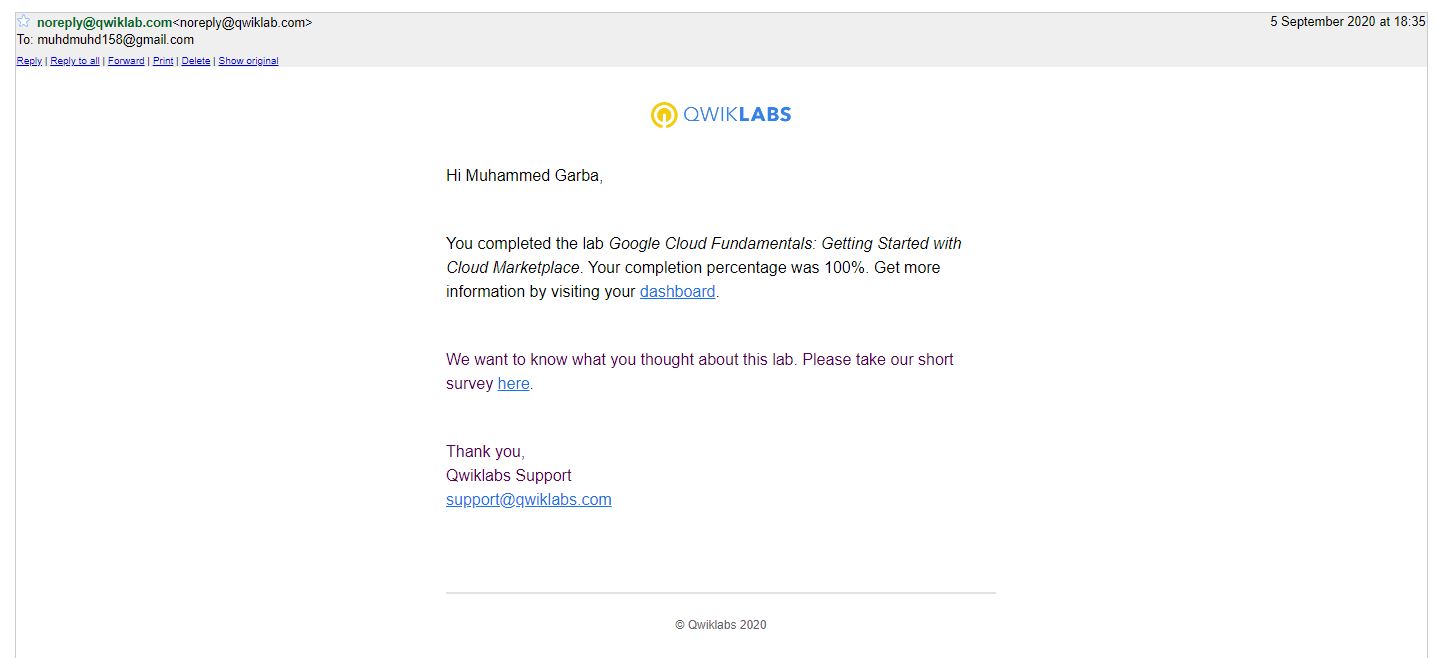 noreply@qwiklab.com<noreply@qwiklab.com> 5 September 2020 at 18:35
To: muhdmuhd158@gmail.com
Reply | Reply to all | Forward | Print | Delete | Show original
QWIKLABS
Hi Muhammed Garba,
You completed the lab Google Cloud Fundamentals: Getting Started with
Cloud Marketplace. Your completion percentage was 100%. Get more
information by visiting your dashboard.
We want to know what you thought about this lab. Please take our short
survey here.
Thank you,
Qwiklabs Support
support@qwiklabs.com
© Qwiklabs 2020